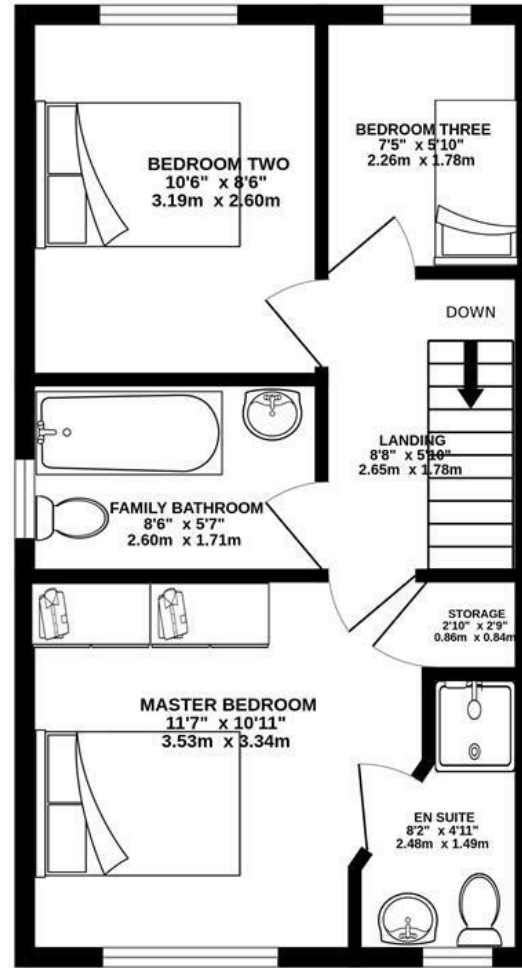 BEDROOM TWO
10'6" x 8'6"
3.19m x 2.60m
BEDROOM THREE
7'5" x 5'10"
2.26m x 1.78m
DOWN
LANDING
8'8" x 5'10"
2.65m x 1.78m
FAMILY BATHROOM
8'6" x 5'7"
2.60m x 1.71m
STORAGE
2'10" x 2'9"
0.86m x 0.84m
MASTER BEDROOM
11'7" x 10'11"
3.53m x 3.34m
EN SUITE
8'2" x 4'11"
2.48m x 1.49m